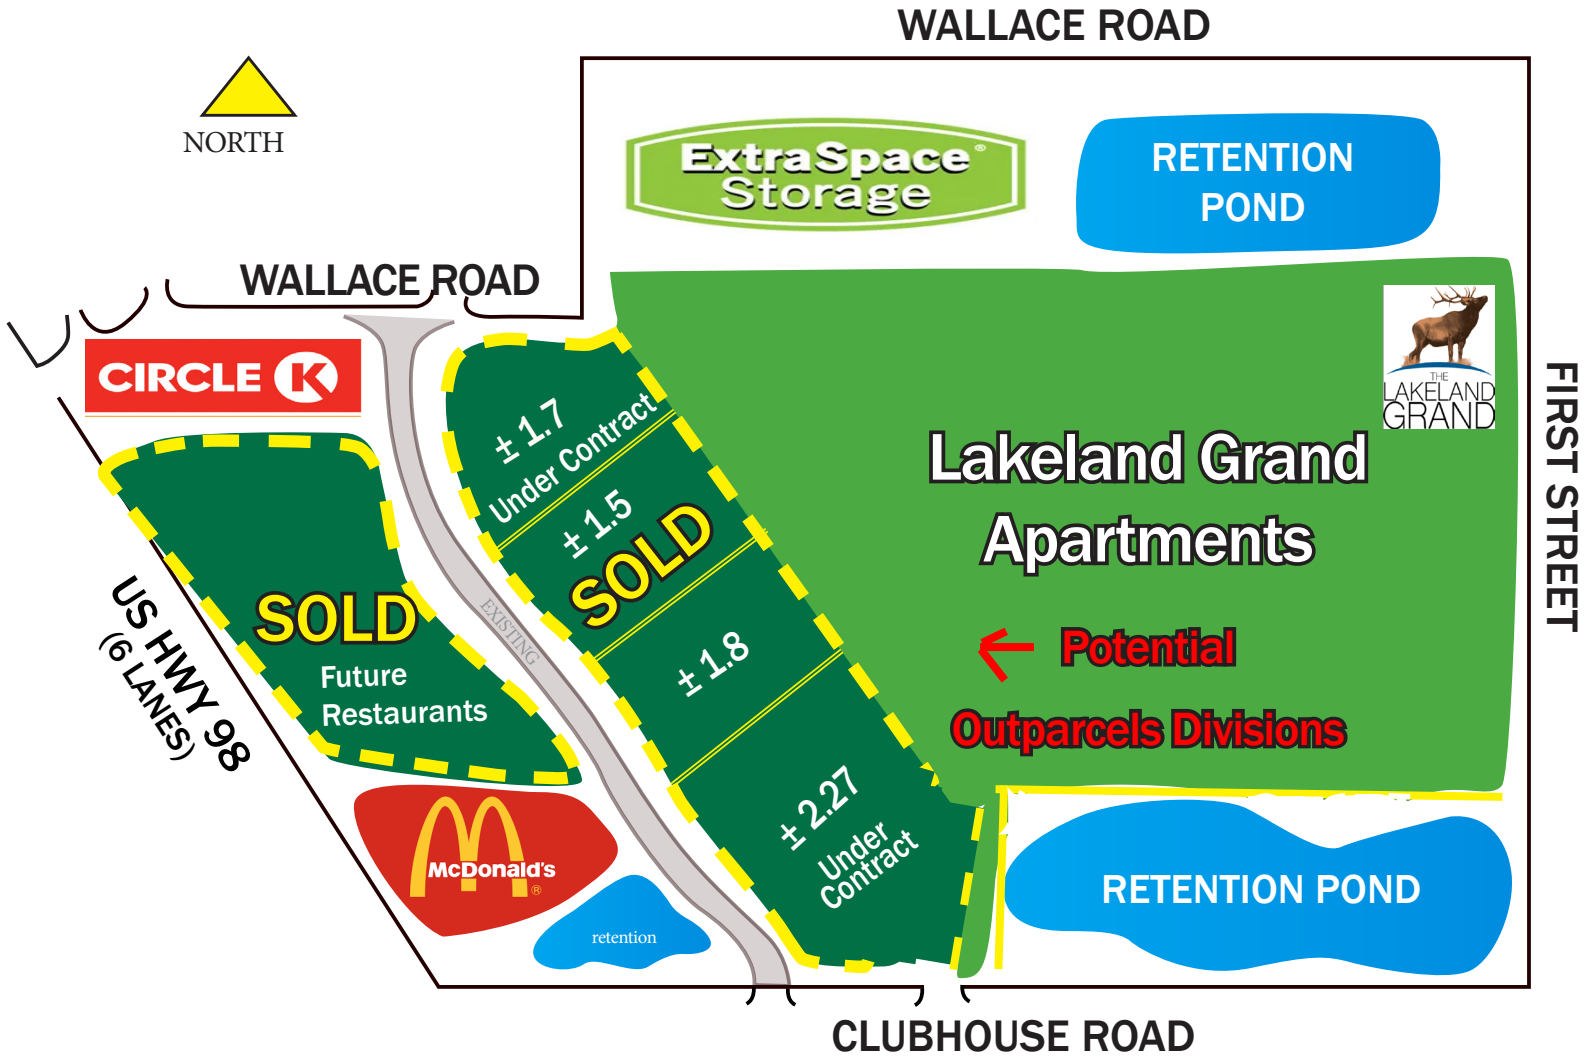 WALLACE ROAD
NORTH
ExtraSpace®
Storage
RETENTION
POND
WALLACE ROAD
CIRCLE K
THE
LAKELAND
GRAND
FIRST STREET
± 1.7
Under Contract
Lakeland Grand
Apartments
± 1.5
SOLD
EXISTING
US HWY 98
(6 LANES)
SOLD
Future
Restaurants
± 1.8
Potential
Outparcels Divisions
± 2.27
Under
Contract
McDonald's
®
retention
RETENTION POND
CLUBHOUSE ROAD